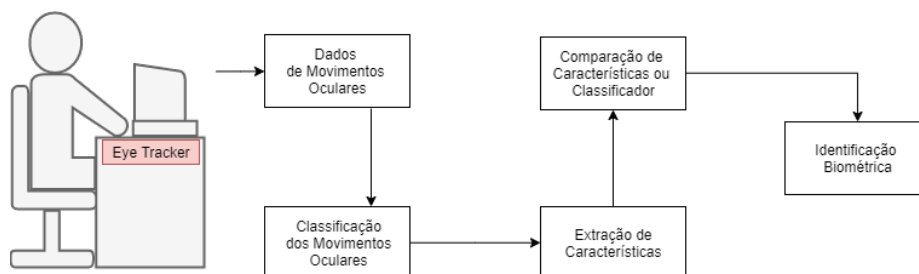 Eye Tracker
Dados
de Movimentos
Oculares
Classificação
dos Movimentos
Oculares
Extração de
Características
Comparação de
Características ou
Classificador
Identificação
Biométrica